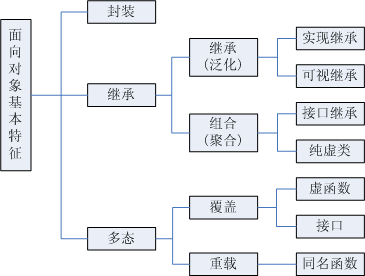 面向对象基本特征
封装
继承
继承
(泛化)
实现继承
可视继承
组合
(聚合)
接口继承
纯虚类
多态
覆盖
虚函数
接口
重载
同名函数